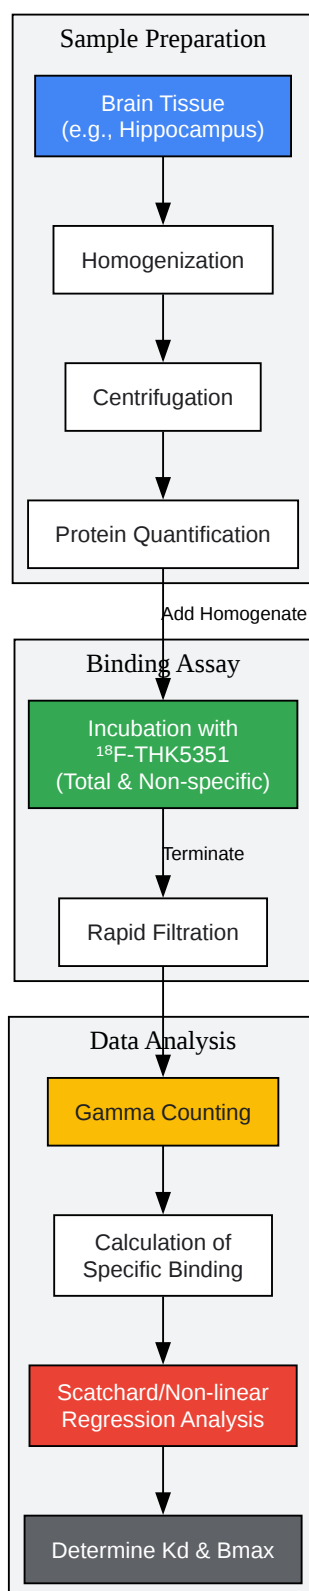 Sample Preparation
Brain Tissue
(e.g., Hippocampus)
Homogenization
Centrifugation
Protein Quantification
Add Homogenate
Binding Assay
Incubation with
¹⁸F-THK5351
(Total & Non-specific)
Terminate
Rapid Filtration
Data Analysis
Gamma Counting
Calculation of
Specific Binding
Scatchard/Non-linear
Regression Analysis
Determine Kd & Bmax